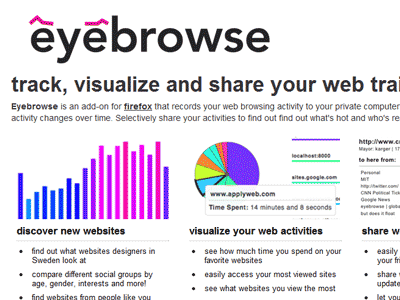 eyebrowse
track, visualize and share your web trai
Eyebrowse is an add-on for firefox that records your web browsing activity to your private computer
activity changes over time. Selectively share your activities to find out find out what's hot and who's re
localhost:8000
sites.google.com
www.applyweb.com
Time Spent: 14 minutes and 8 seconds
http://www.c
Mayor: karger | 17
to here from:
Personal
MIT
http://twitter.com/
CNN Political Tick
Google News
eyebrowse | globa
but does it float
discover new websites
find out what websites designers in
Sweden look at
compare different social groups by
age, gender, interests and more!
find websites from people like you
visualize your web activities
see how much time you spend on your
favorite websites
easily access your most viewed sites
see what websites you view the most
share w
easily
your fri
share w
update
let you